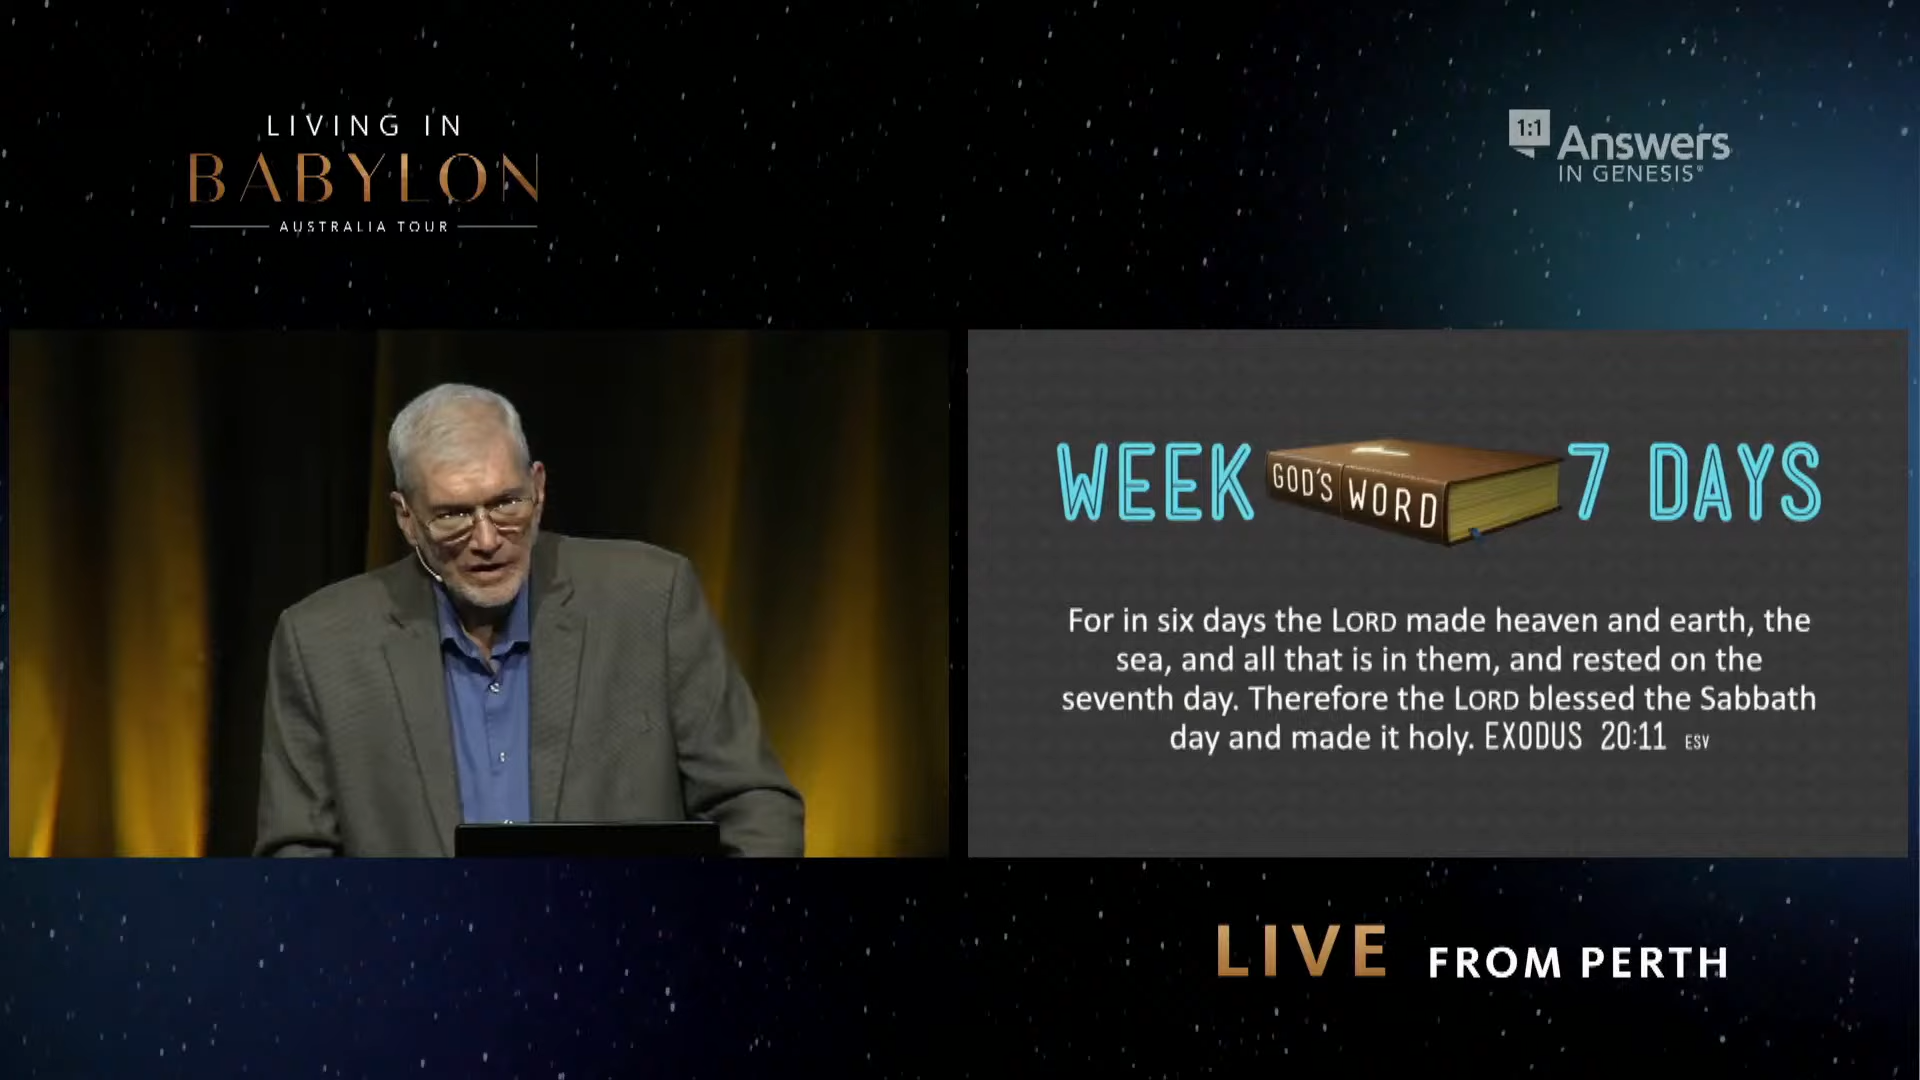 LIVING IN
BABYLON
AUSTRALIA TOUR
1:1
Answers
IN GENESIS®
WEEK GOD'S WORD 7 DAYS
For in six days the LORD made heaven and earth, the
sea, and all that is in them, and rested on the
seventh day. Therefore the LORD blessed the Sabbath
day and made it holy. EXODUS 20:11 ESV
LIVE FROM PERTH